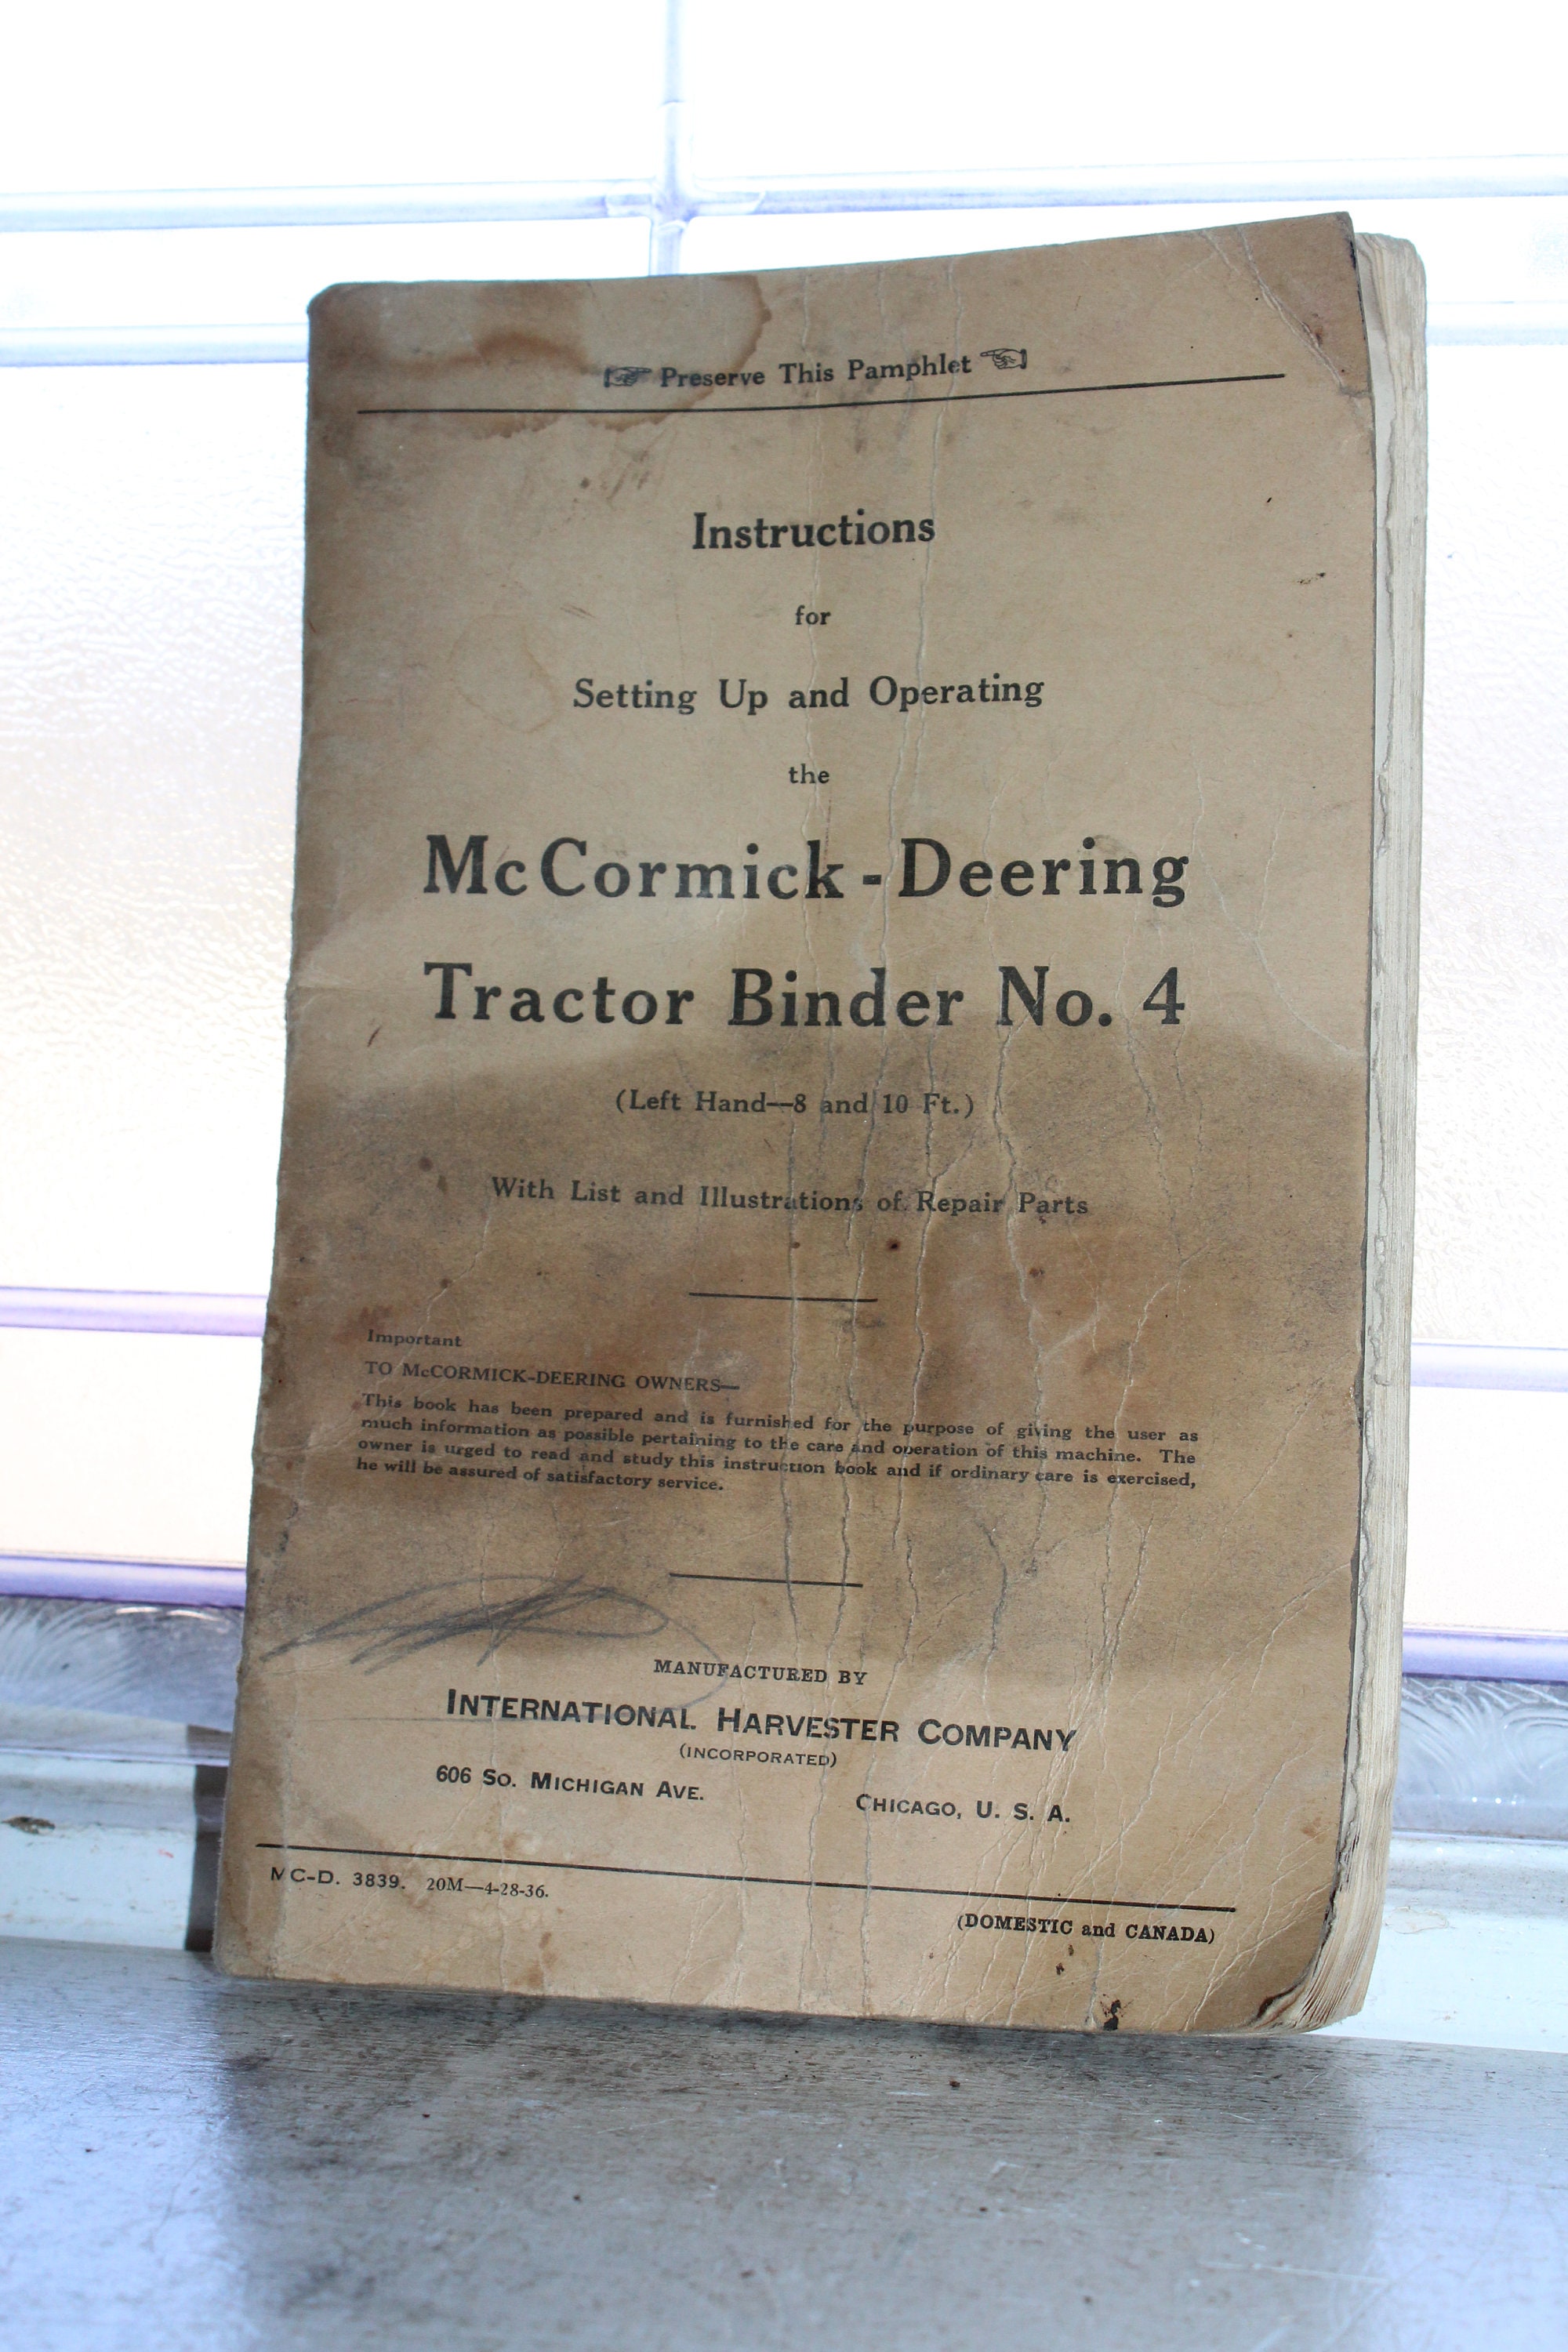 Preserve This Pamphlet
Instructions
for
Setting Up and Operating
the
McCormick-Deering
Tractor Binder No. 4
(Left Hand—8 and 10 Ft.)
With List and Illustrations of Repair Parts
Important
TO McCORMICK-DEERING OWNERS—
This book has been prepared and is furnished for the purpose of giving the user as
much information as possible pertaining to the care and operation of this machine. The
owner is urged to read and study this instruction book and if ordinary care is exercised,
he will be assured of satisfactory service.
MANUFACTURED BY
INTERNATIONAL HARVESTER COMPANY
(INCORPORATED)
606 SO. MICHIGAN AVE. CHICAGO, U. S. A.
MC-D. 3839. 20M—4-28-36.
(DOMESTIC and CANADA)